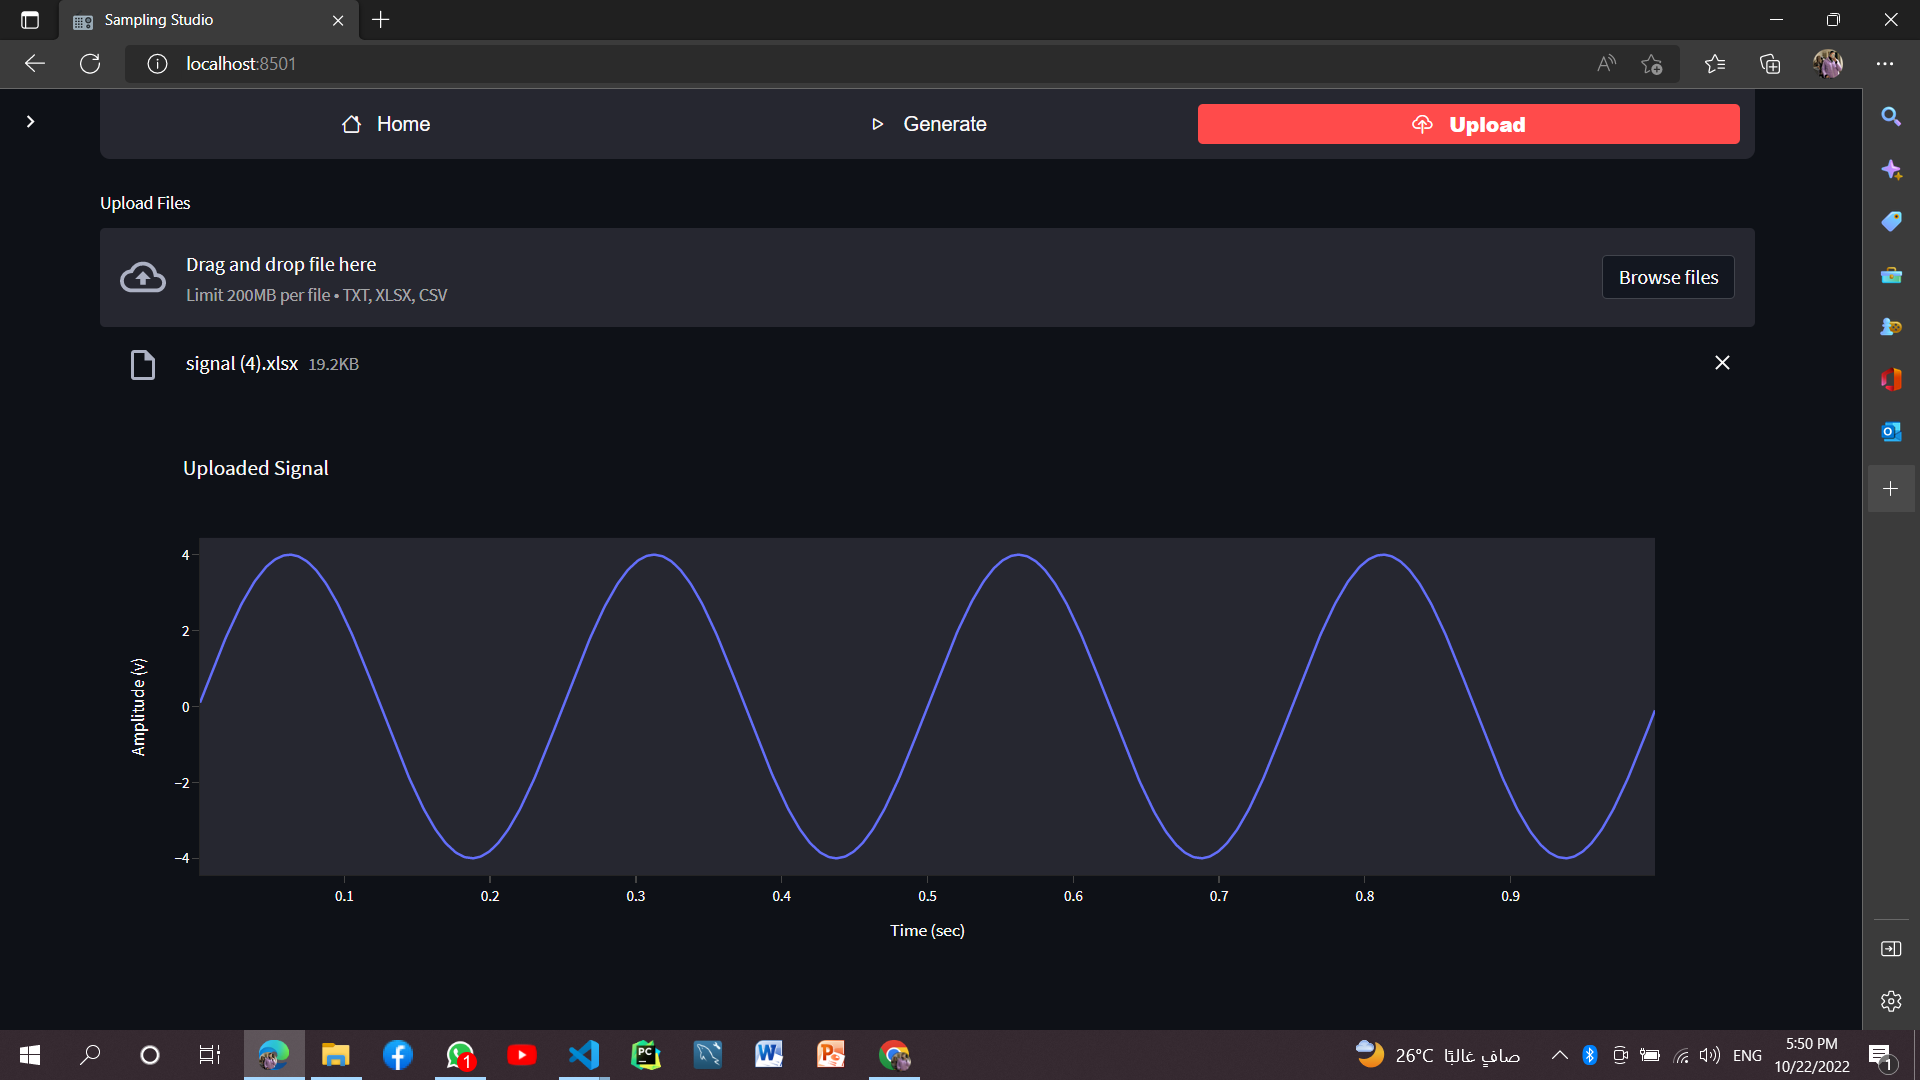 Sampling Studio
localhost:8501
Home
Generate
Upload
Upload Files
Drag and drop file here
Limit 200MB per file • TXT, XLSX, CSV
Browse files
signal (4).xlsx 19.2KB
Uploaded Signal
Amplitude (v)
4
2
0
−2
−4
0.1 0.2 0.3 0.4 0.5 0.6 0.7 0.8 0.9
Time (sec)
1
PC
W
P
26°C صافٍ غالبًا
ENG
5:50 PM
10/22/2022
1